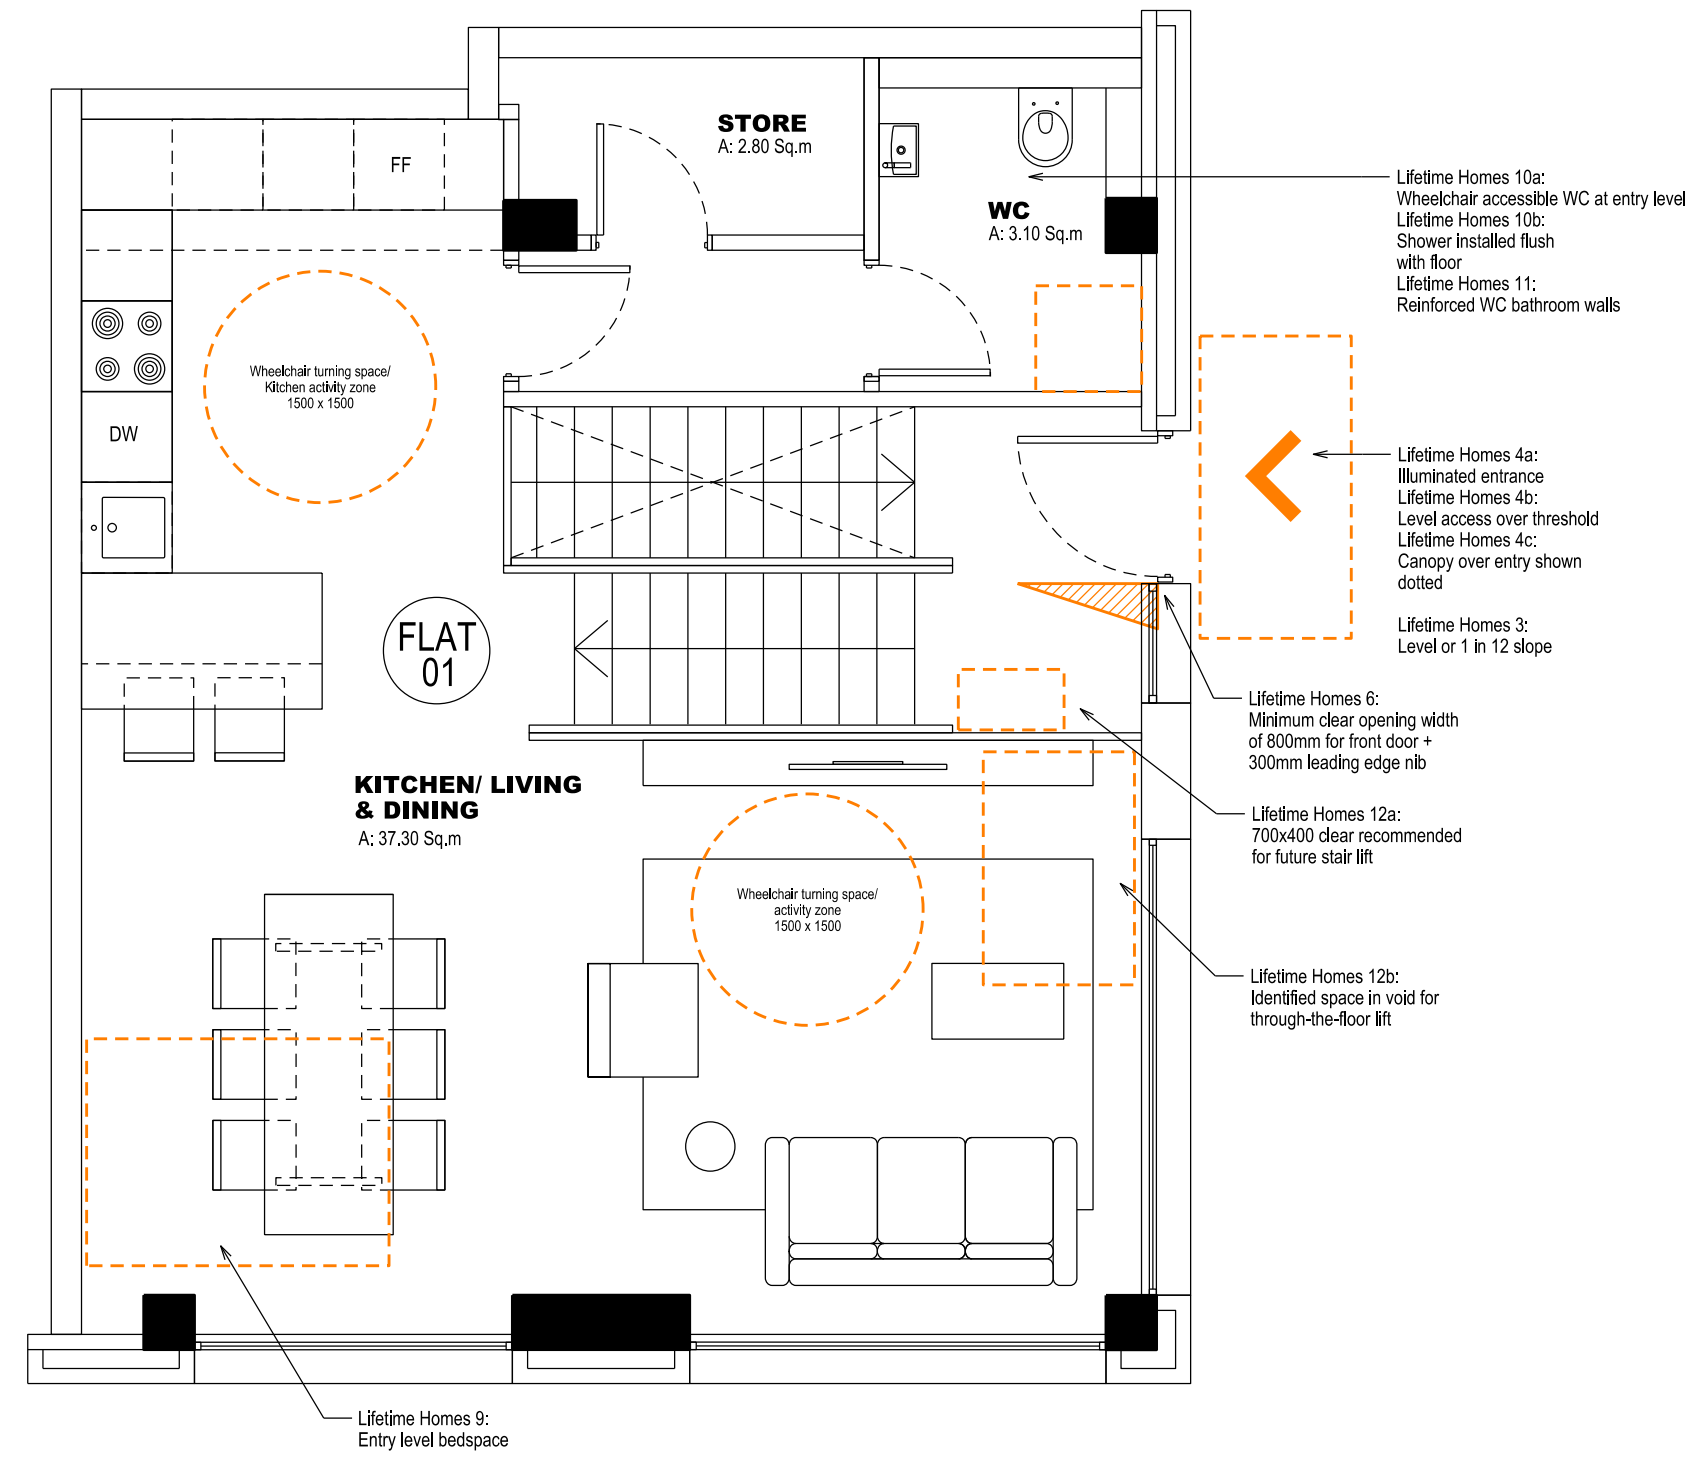 STORE
A: 2.80 Sq.m
FF
WC
A: 3.10 Sq.m
Lifetime Homes 10a:
Wheelchair accessible WC at entry level
Lifetime Homes 10b:
Shower installed flush
with floor
Lifetime Homes 11:
Reinforced WC bathroom walls
Wheelchair turning space/
Kitchen activity zone
1500 x 1500
DW
Lifetime Homes 4a:
Illuminated entrance
Lifetime Homes 4b:
Level access over threshold
Lifetime Homes 4c:
Canopy over entry shown
dotted
Lifetime Homes 3:
Level or 1 in 12 slope
FLAT
01
Lifetime Homes 6:
Minimum clear opening width
of 800mm for front door +
300mm leading edge nib
KITCHEN/ LIVING
& DINING
A: 37.30 Sq.m
Lifetime Homes 12a:
700x400 clear recommended
for future stair lift
Wheelchair turning space/
activity zone
1500 x 1500
Lifetime Homes 12b:
Identified space in void for
through-the-floor lift
Lifetime Homes 9:
Entry level bedspace